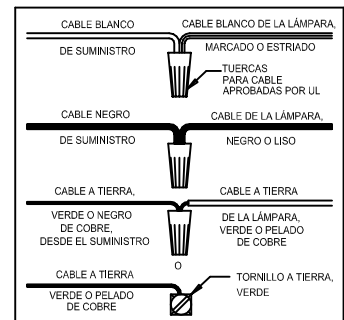 CABLE BLANCO
DE SUMINISTRO
CABLE BLANCO DE LA LÁMPARA,
MARCADO O ESTRIADO
TUERCAS
PARA CABLE
APROBADAS POR UL
CABLE NEGRO
DE SUMINISTRO
CABLE DE LA LÁMPARA,
NEGRO O LISO
CABLE A TIERRA,
VERDE O NEGRO
DE COBRE,
DESDE EL SUMINISTRO
CABLE A TIERRA
DE LA LÁMPARA,
VERDE O PELADO
DE COBRE
O
CABLE A TIERRA
VERDE O PELADO
DE COBRE
TORNILLO A TIERRA,
VERDE